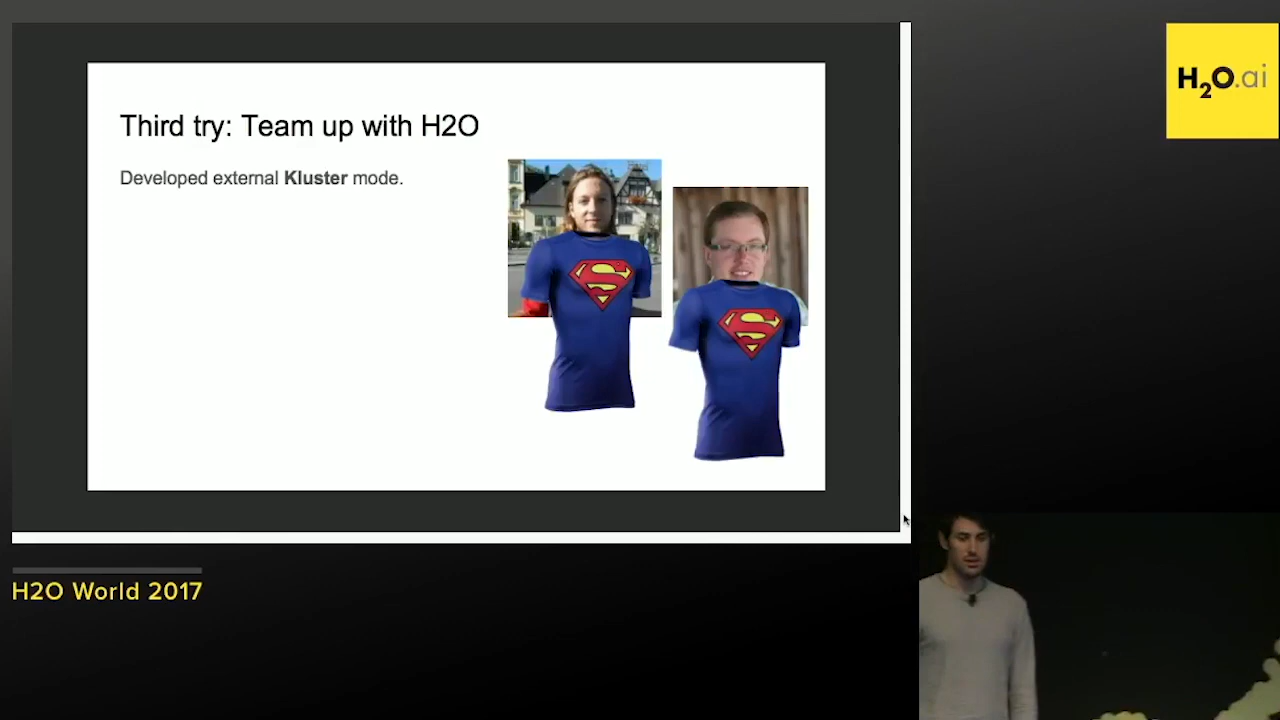 Third try: Team up with H2O
Developed external Kluster mode.
S
S
H2O.ai
H2O World 2017